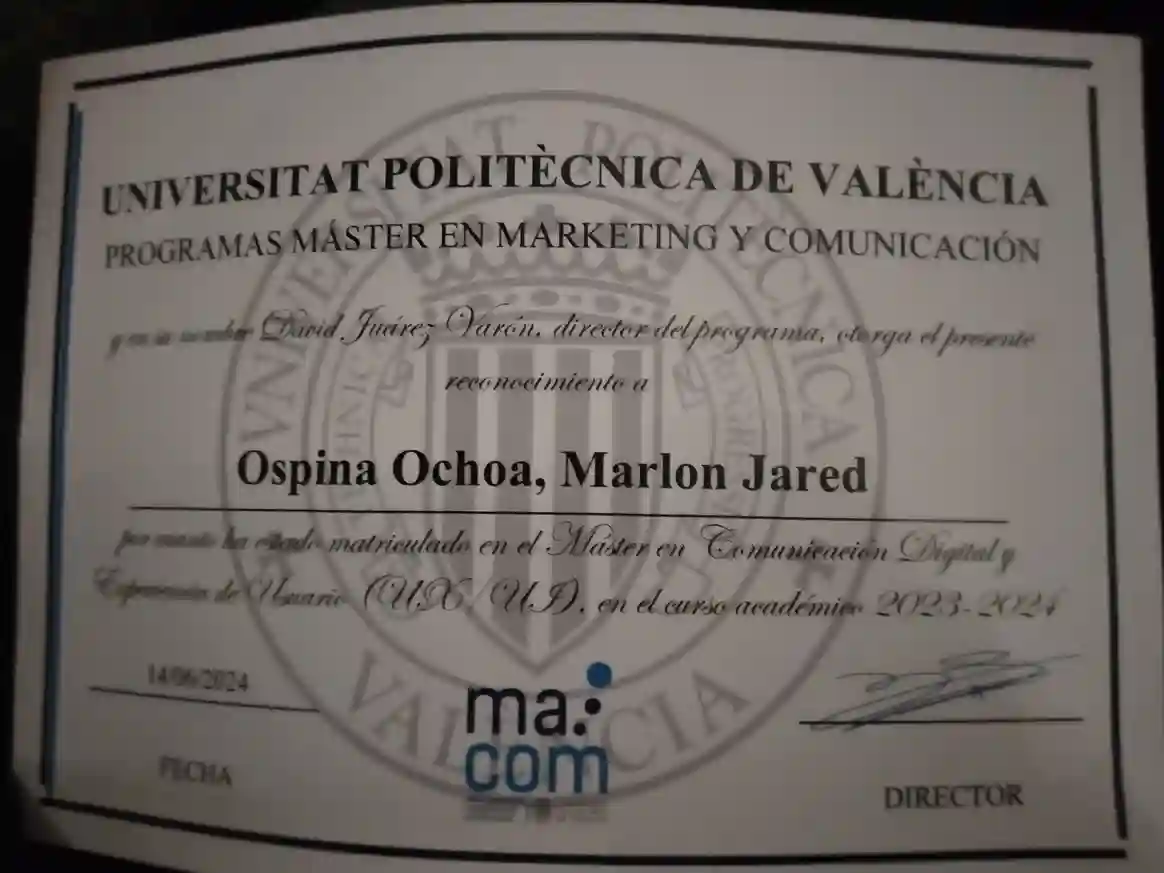 UNIVERSITAT POLITÈCNICA DE VALÈNCIA
PROGRAMAS MÁSTER EN MARKETING Y COMUNICACIÓN
y en su nombre David Juárez Varón, director del programa, otorga el presente
reconocimiento a
Ospina Ochoa, Marlon Jared
por cuanto ha estado matriculado en el Máster en Comunicación Digital y
Experiencia de Usuario (UX/UI), en el curso académico 2023-2024
14/06/2024
FECHA
ma.
com
DIRECTOR
VNIVERSITAT POLITÈCNICA
VALENCIA